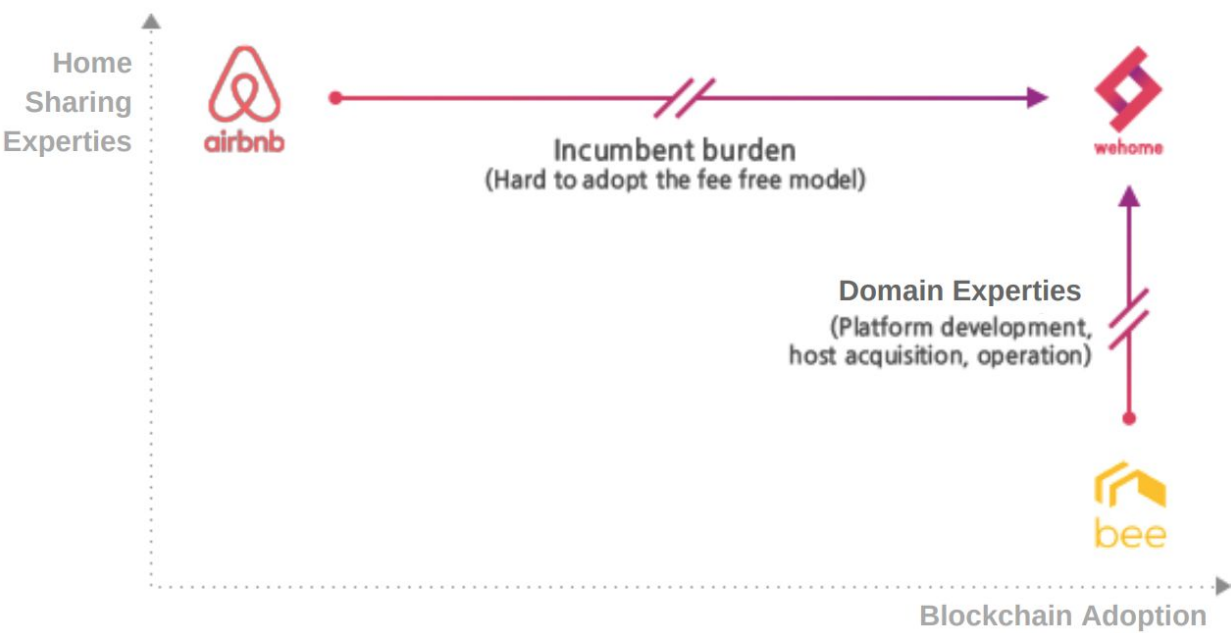 Home
Sharing
Experties
airbnb
Incumbent burden
(Hard to adopt the fee free model)
wehome
Domain Experties
(Platform development,
host acquisition, operation)
bee
Blockchain Adoption